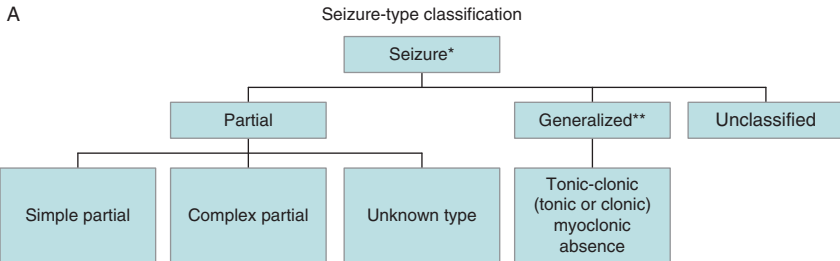 A
Seizure-type classification
Seizure*
Partial
Generalized**
Unclassified
Simple partial
Complex partial
Unknown type
Tonic-clonic
(tonic or clonic)
myoclonic
absence